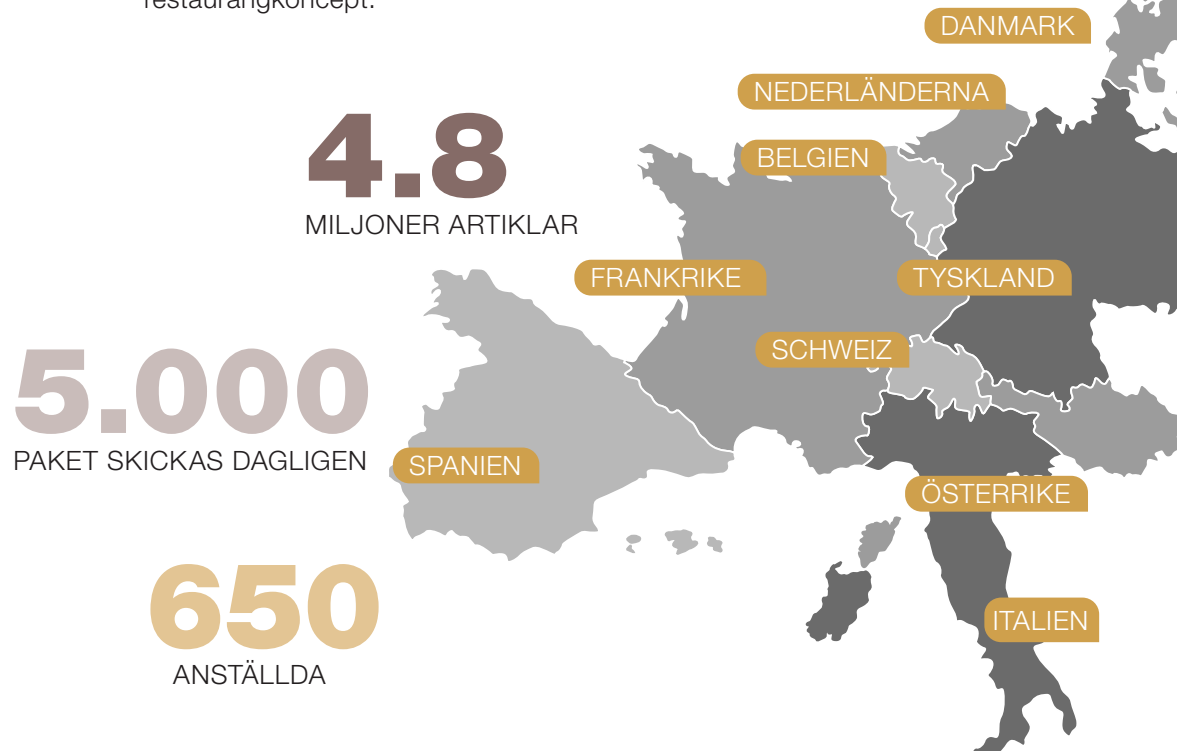 restaurangkoncept.
DANMARK
NEDERLÄNDERNA
4.8
BELGIEN
MILJONER ARTIKLAR
FRANKRIKE
TYSKLAND
SCHWEIZ
5.000
PAKET SKICKAS DAGLIGEN
SPANIEN
ÖSTERRIKE
650
ITALIEN
ANSTÄLLDA